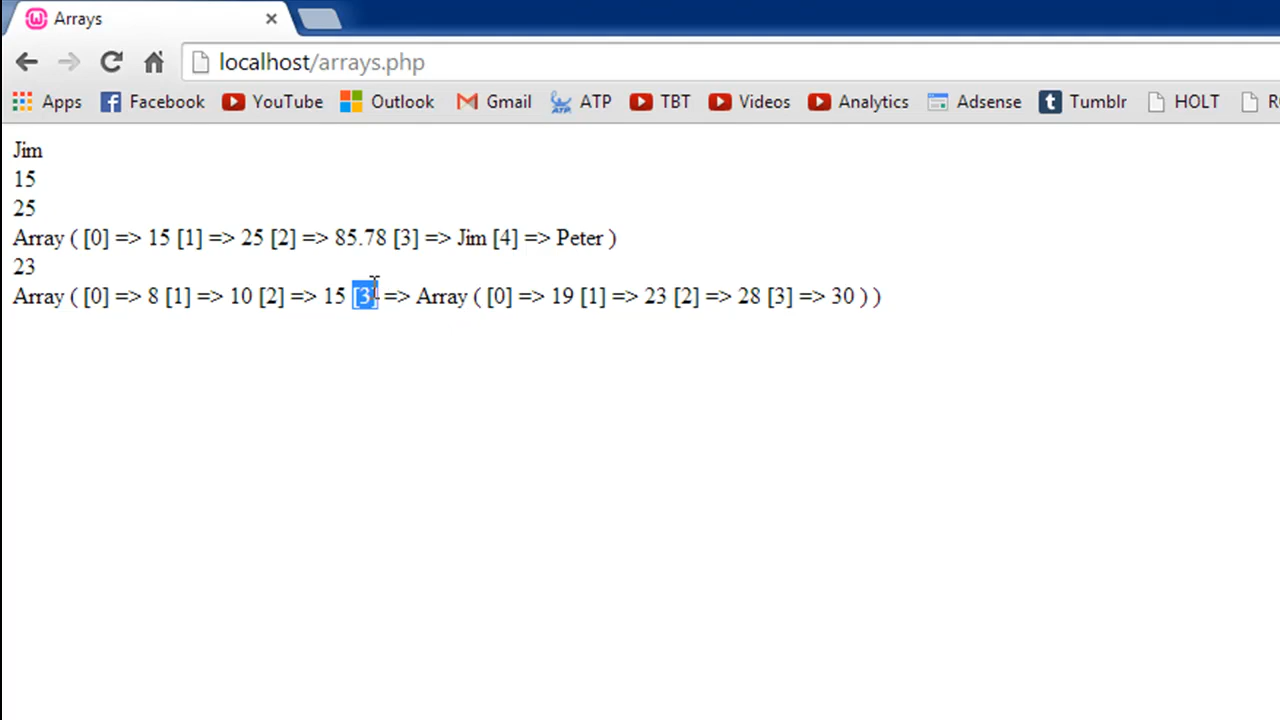 Arrays
localhost/arrays.php
Apps Facebook YouTube Outlook Gmail ATP TBT Videos Analytics Adsense Tumblr HOLT
Jim
15
25
Array ( [0] => 15 [1] => 25 [2] => 85.78 [3] => Jim [4] => Peter )
23
Array ( [0] => 8 [1] => 10 [2] => 15 [3] => Array ( [0] => 19 [1] => 23 [2] => 28 [3] => 30 ) )